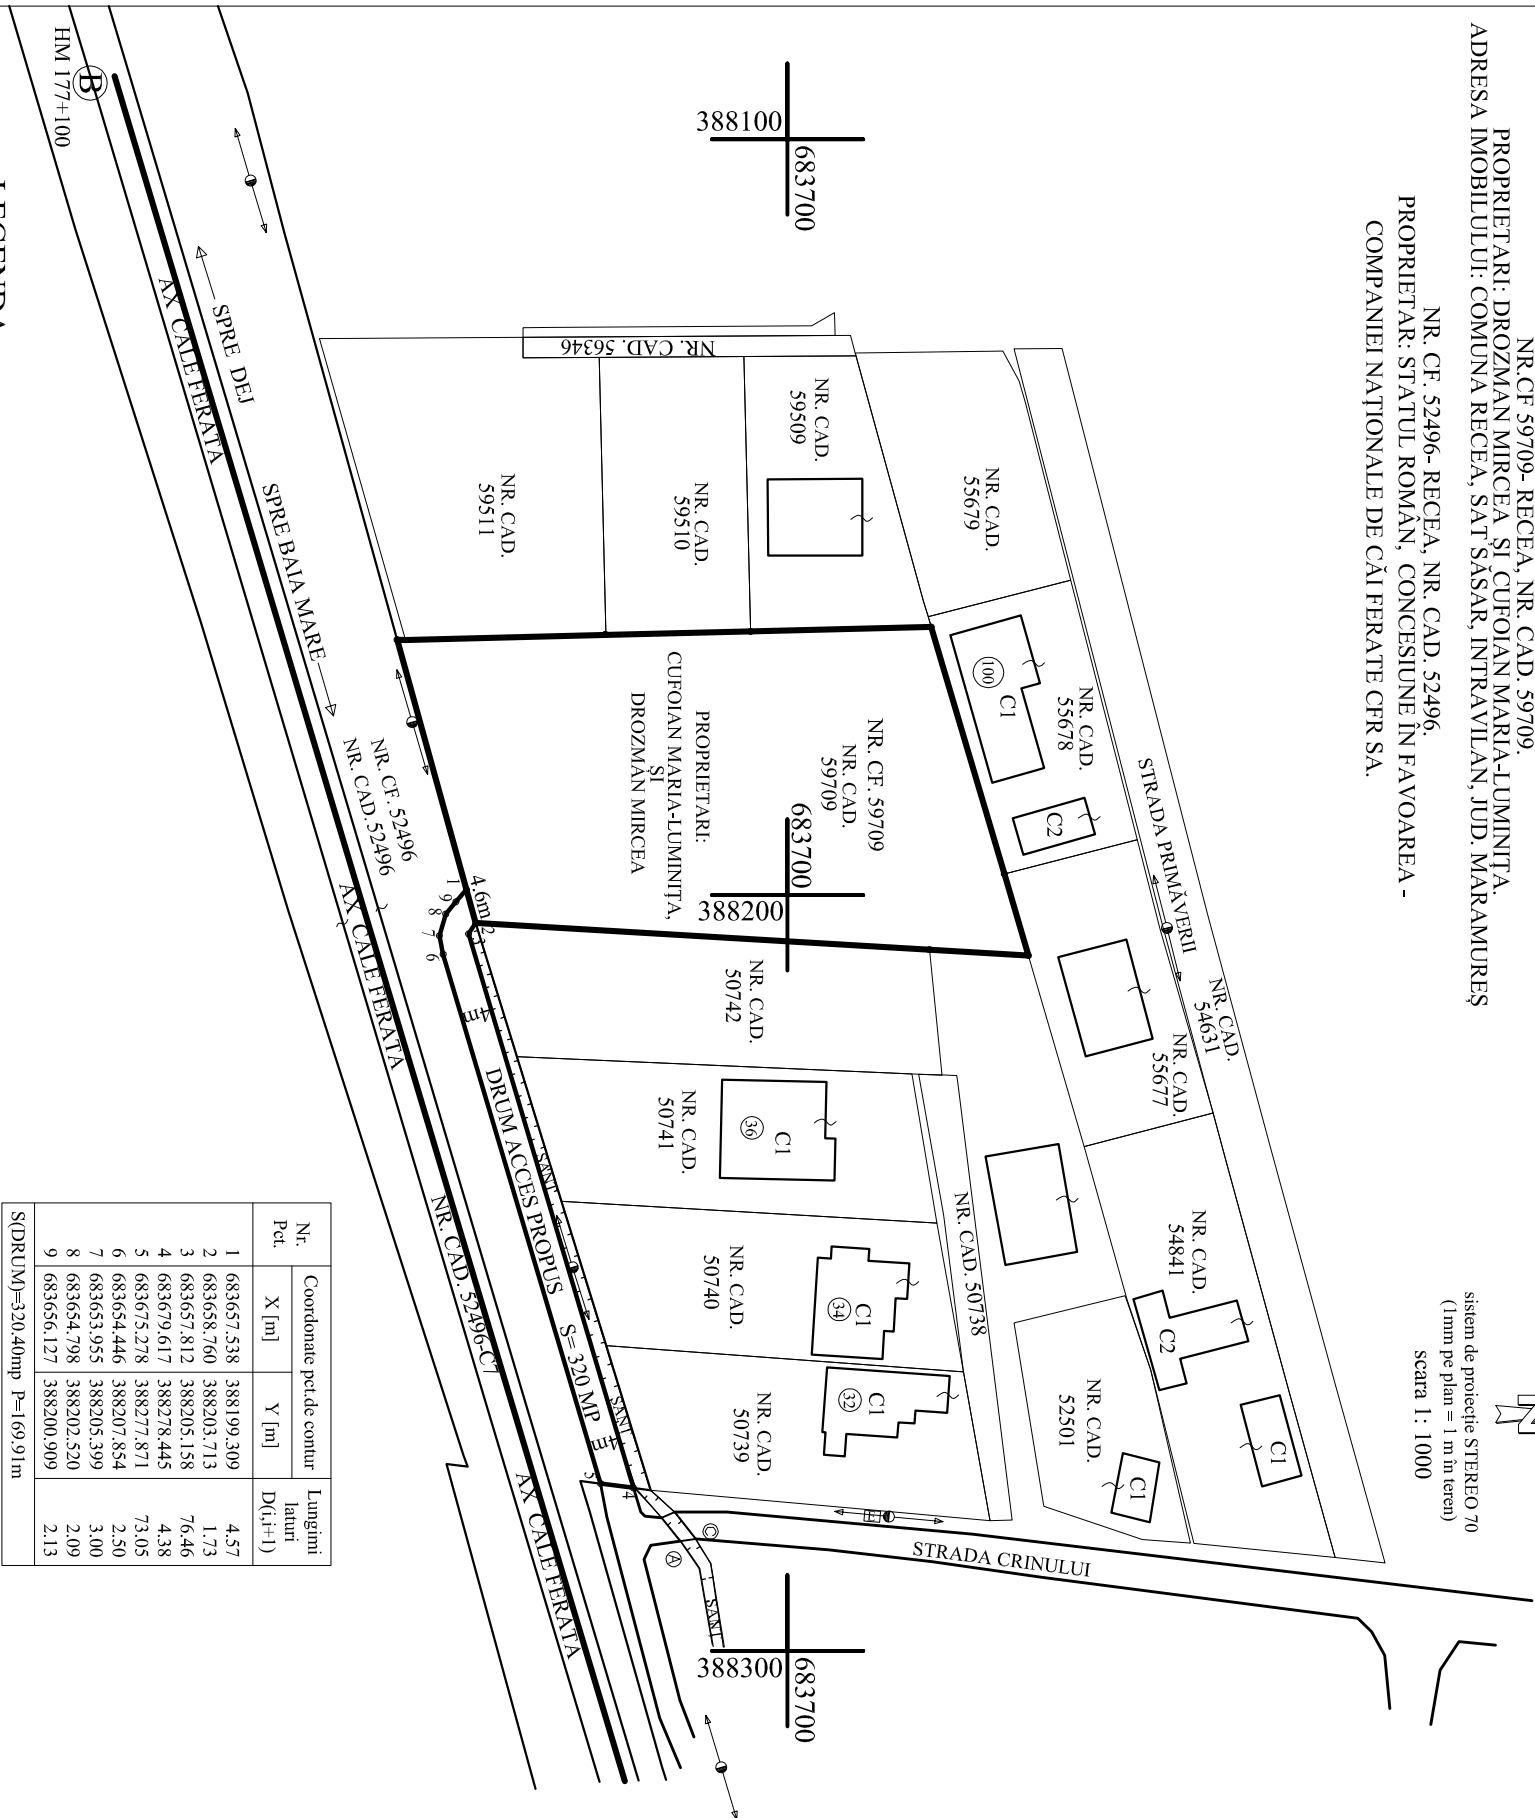 NR.CF 59709- RECEA, NR. CAD. 59709.
PROPRIETARI: DROZMAN MIRCEA ȘI CUFOIAN MARIA-LUMINIȚA.
ADRESA IMOBILULUI: COMUNA RECEA, SAT SĂSAR, INTRAVILAN, JUD. MARAMUREȘ
NR. CF. 52496- RECEA, NR. CAD. 52496.
PROPRIETAR: STATUL ROMÂN, CONCESIUNE ÎN FAVOAREA -
COMPANIEI NAȚIONALE DE CĂI FERATE CFR SA.
N
sistem de proiecție STEREO 70
(1mm pe plan = 1 m în teren)
scara 1: 1000
388100
683700
683700
388200
388300
683700
STRADA PRIMĂVERII
NR. CAD.
54631
NR. CAD.
55679
NR. CAD.
55678
C1
100
C2
NR. CAD.
55677
NR. CAD.
54841
C2
C1
NR. CAD.
52501
C1
NR. CAD. 56346
NR. CAD.
59509
NR. CAD.
59510
NR. CAD.
59511
NR. CF. 59709
NR. CAD.
59709
PROPRIETARI:
CUFOIAN MARIA-LUMINIȚA,
ȘI
DROZMAN MIRCEA
NR. CAD.
50742
NR. CAD.
50741
C1
36
NR. CAD. 50738
NR. CAD.
50740
C1
34
NR. CAD.
50739
C1
32
STRADA CRINULUI
E
C
A
ȘANȚ
ȘANȚ
ȘANȚ
4.6m
1
2
3
4
5
6
7
8
9
4m
4m
DRUM ACCES PROPUS S= 320 MP
NR. CF. 52496
NR. CAD. 52496
NR. CAD. 52496-C7
SPRE DEJ
SPRE BAIA MARE
AX CALE FERATA
AX CALE FERATA
AX CALE FERATA
B
HM 177+100
LEGENDA
Nr. Pct. Coordonate pct.de contur Lungimi laturi
X [m] Y [m] D(i,i+1)
1 683657.538 388199.309 4.57
2 683658.760 388203.713 1.73
3 683657.812 388205.158 76.46
4 683679.617 388278.445 4.38
5 683675.278 388277.871 73.05
6 683654.446 388207.854 2.50
7 683653.955 388205.399 3.00
8 683654.798 388202.520 2.09
9 683656.127 388200.909 2.13
S(DRUM)=320.40mp P=169.91m